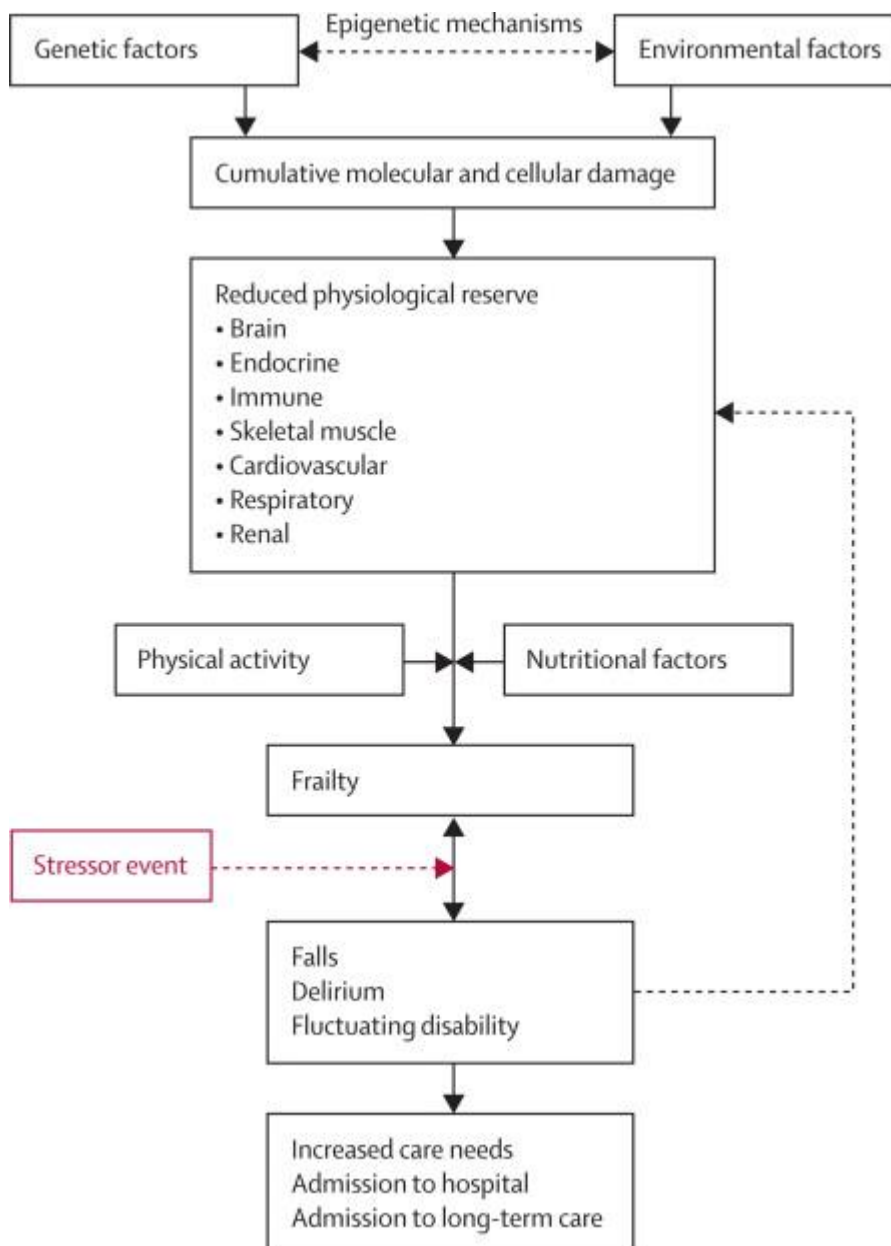 Epigenetic mechanisms
Genetic factors
Environmental factors
Cumulative molecular and cellular damage
Reduced physiological reserve
• Brain
• Endocrine
• Immune
• Skeletal muscle
• Cardiovascular
• Respiratory
• Renal
Physical activity
Nutritional factors
Frailty
Stressor event
Falls
Delirium
Fluctuating disability
Increased care needs
Admission to hospital
Admission to long-term care